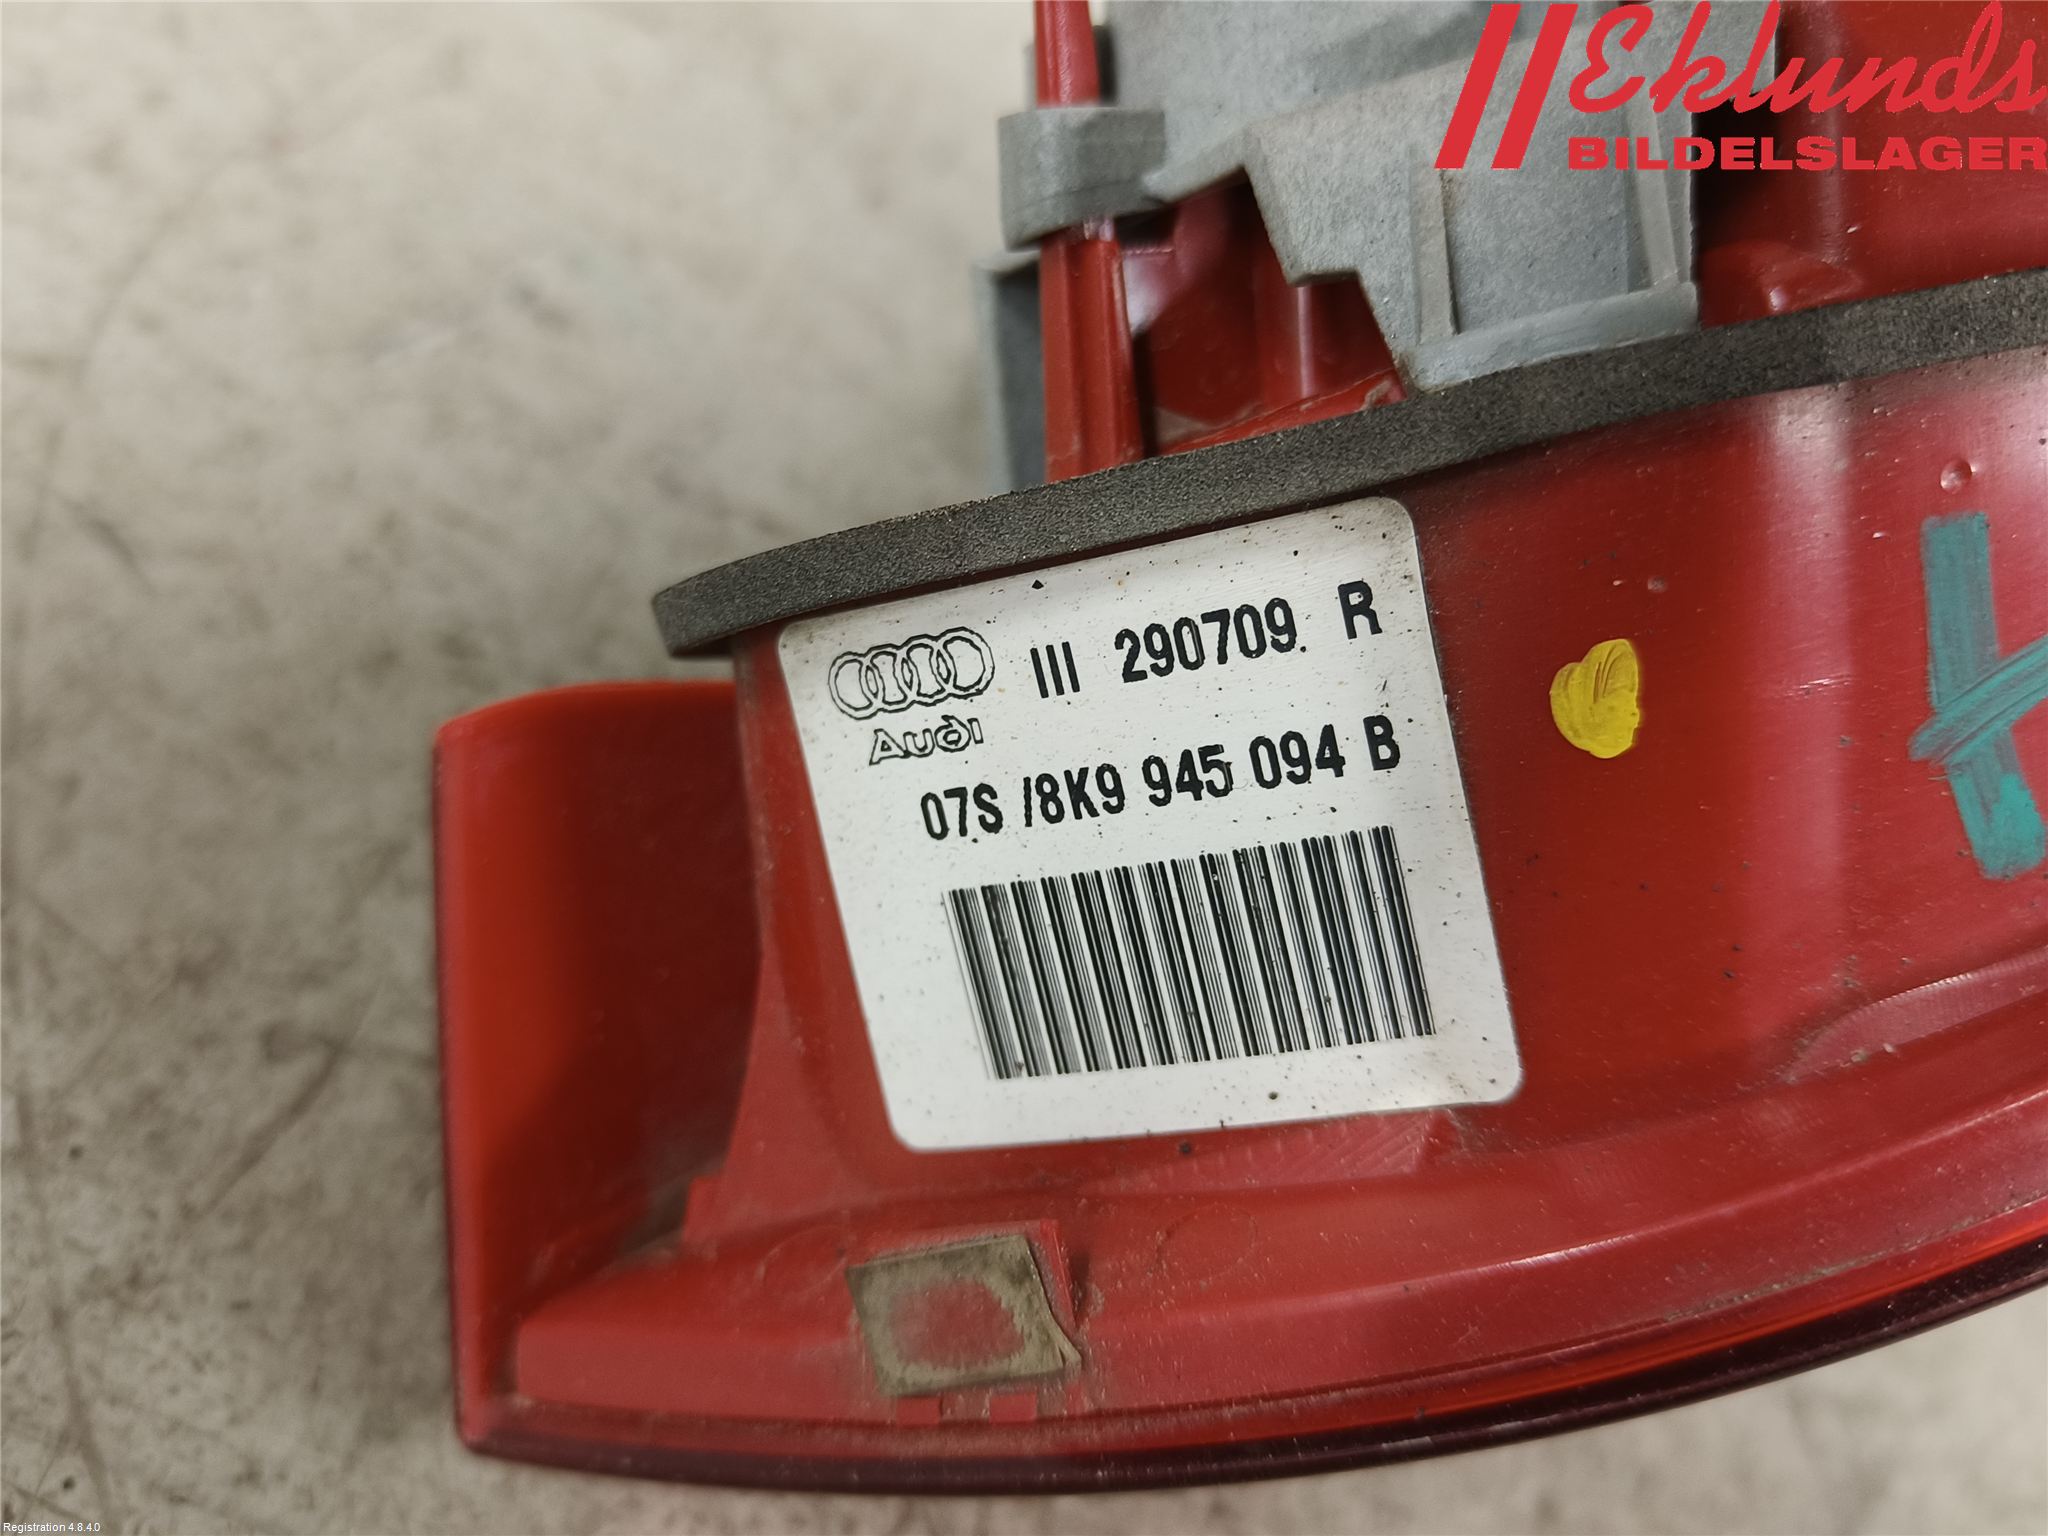 Eklunds
BILDELSLAGER
III 290709 R
Audi
07S /8K9 945 094 B
Registration 4.8.4.0